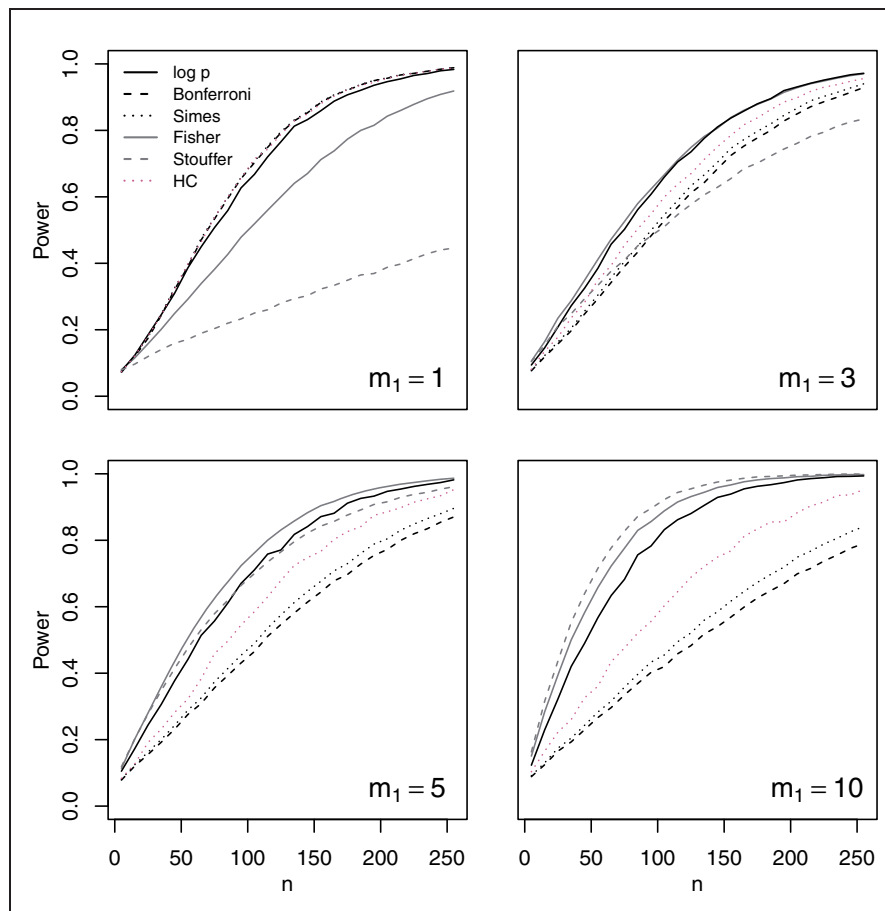 1.0
0.8
0.6
0.4
0.2
0.0
Power
log p
Bonferroni
Simes
Fisher
Stouffer
HC
m₁ = 1
m₁ = 3
1.0
0.8
0.6
0.4
0.2
0.0
Power
m₁ = 5
m₁ = 10
0 50 100 150 200 250
n
0 50 100 150 200 250
n